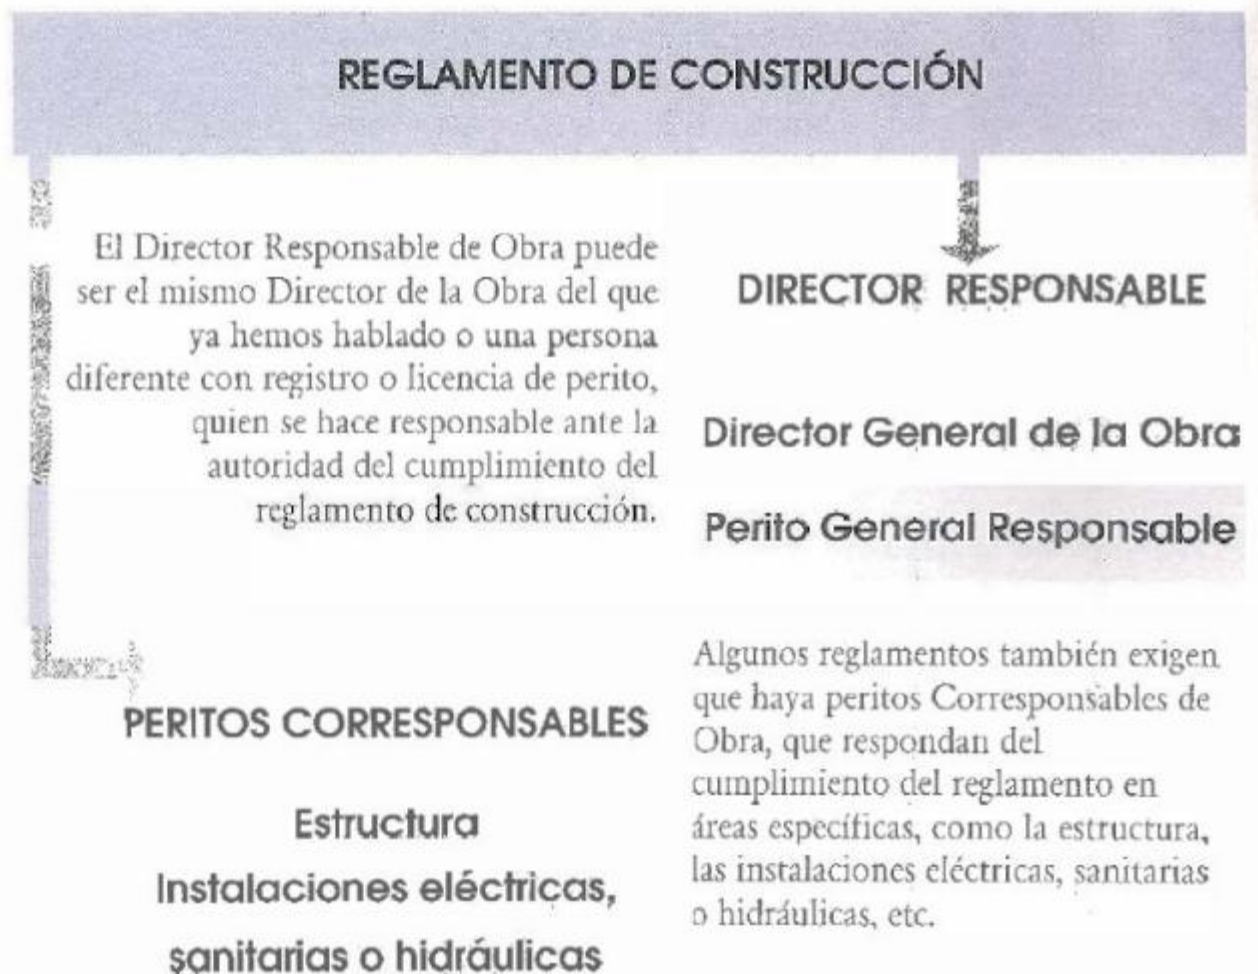 REGLAMENTO DE CONSTRUCCIÓN
El Director Responsable de Obra puede
ser el mismo Director de la Obra del que
ya hemos hablado o una persona
diferente con registro o licencia de perito,
quien se hace responsable ante la
autoridad del cumplimiento del
reglamento de construcción.
DIRECTOR RESPONSABLE
Director General de la Obra
Perito General Responsable
PERITOS CORRESPONSABLES
Estructura
Instalaciones eléctricas,
sanitarias o hidráulicas
Algunos reglamentos también exigen
que haya peritos Corresponsables de
Obra, que respondan del
cumplimiento del reglamento en
áreas específicas, como la estructura,
las instalaciones eléctricas, sanitarias
o hidráulicas, etc.